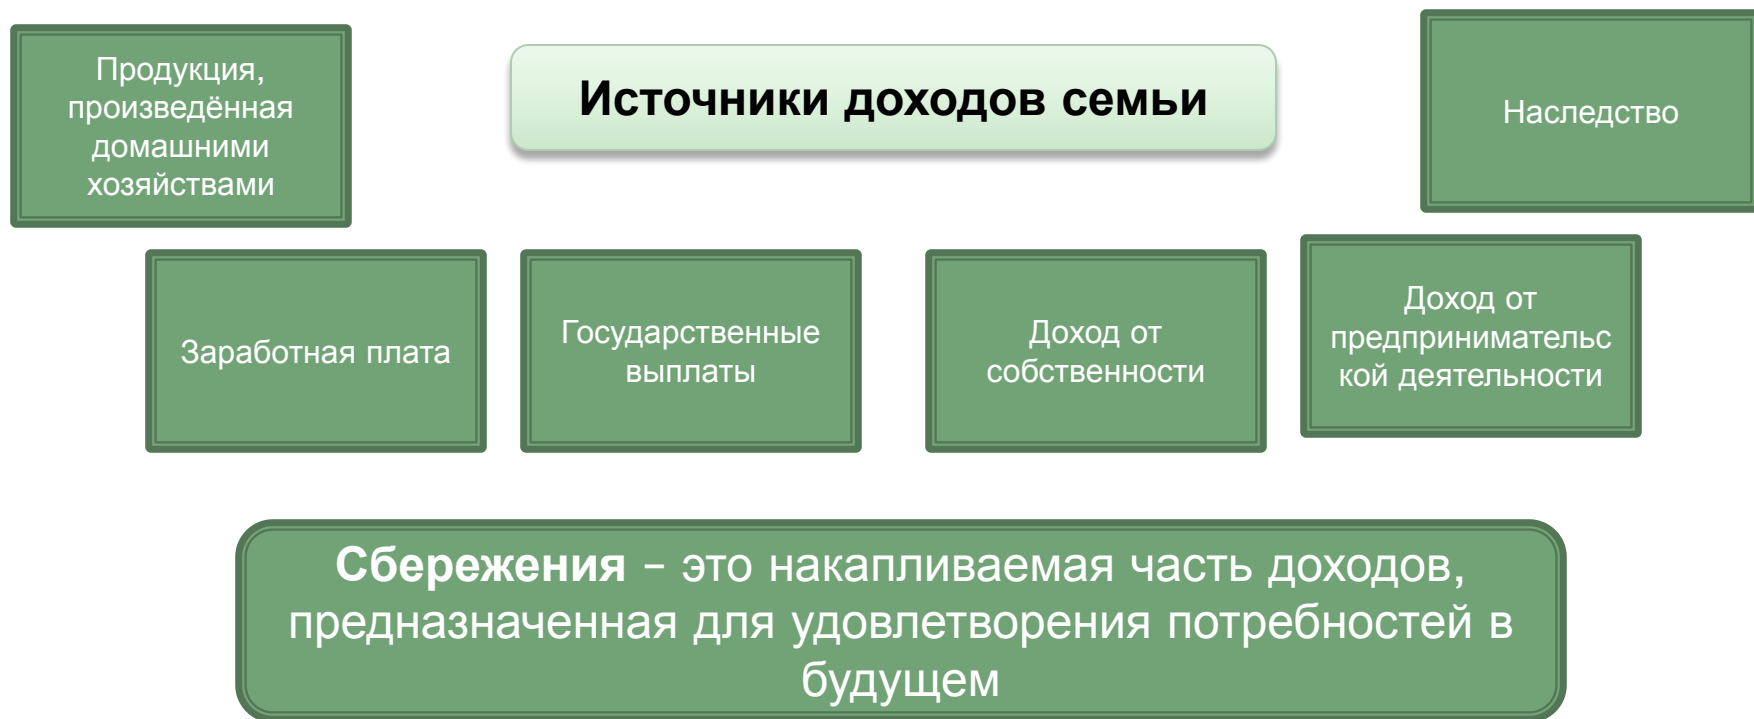 Продукция,
произведённая
домашними
хозяйствами
Источники доходов семьи
Наследство
Заработная плата
Государственные
выплаты
Доход от
собственности
Доход от
предпринимательс
кой деятельности
Сбережения – это накапливаемая часть доходов,
предназначенная для удовлетворения потребностей в
будущем